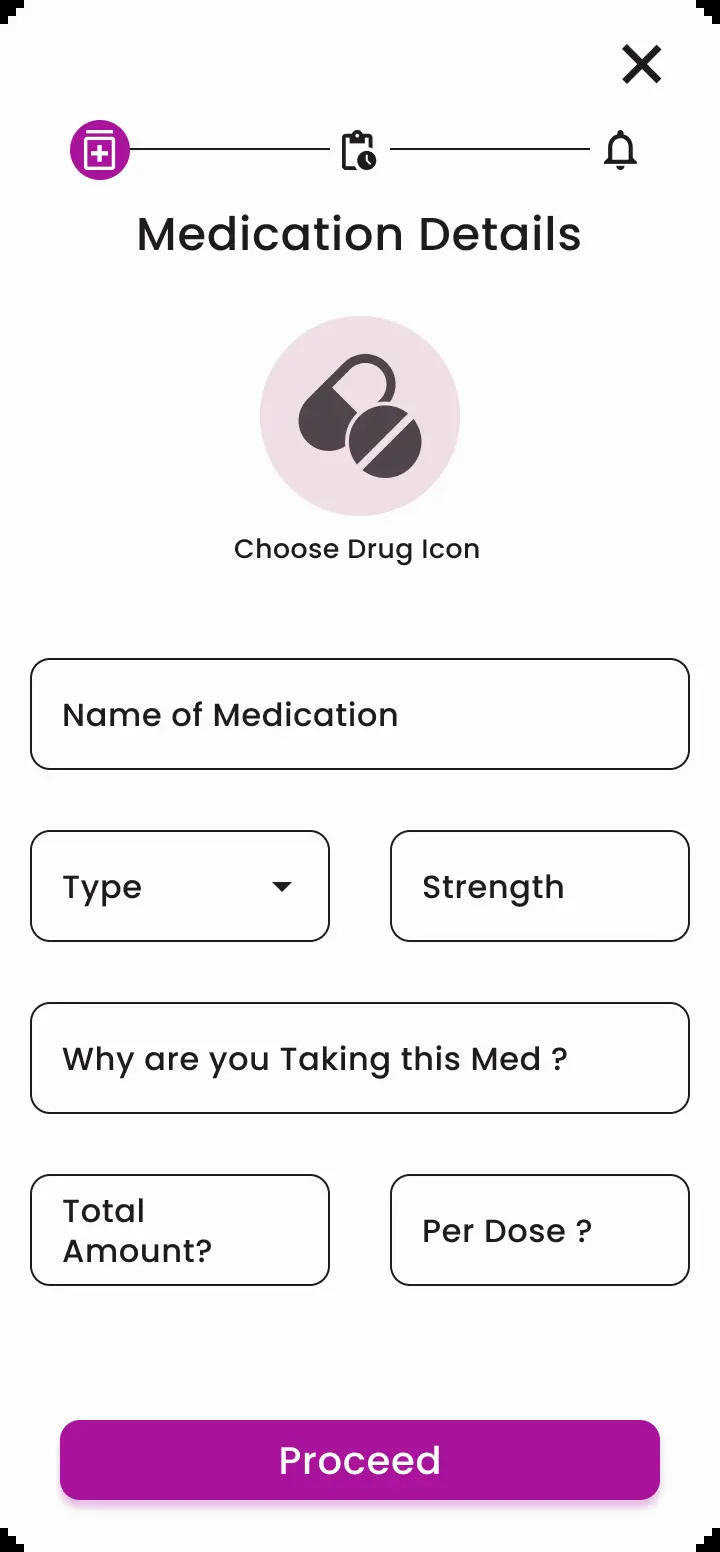 Medication Details
Choose Drug Icon
Name of Medication
Type
Strength
Why are you Taking this Med ?
Total
Amount?
Per Dose ?
Proceed